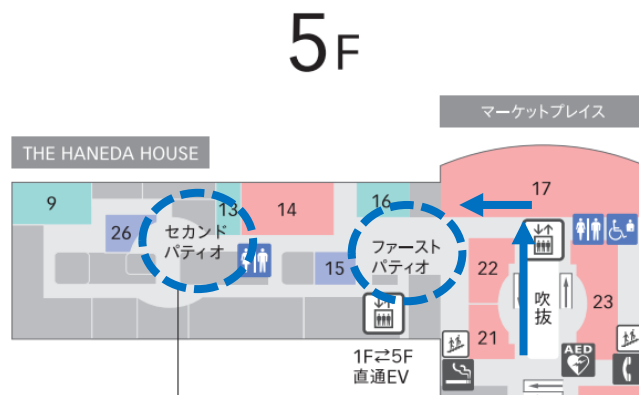 5F
マーケットプレイス
THE HANEDA HOUSE
9
13
14
16
17
26
セカンド
パティオ
ファースト
パティオ
15
22
吹
抜
23
21
1F⇄5F
直通EV
AED